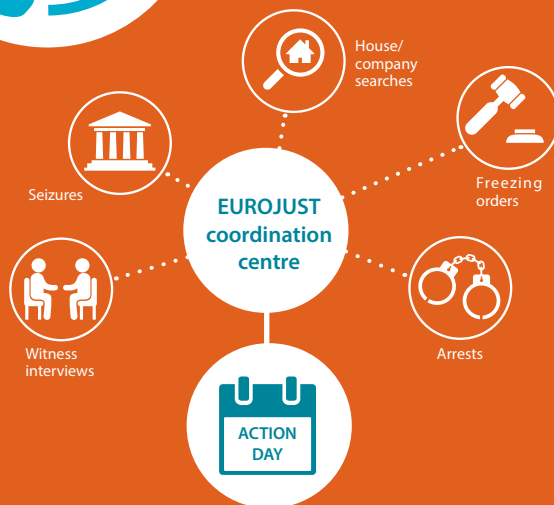 House/
company
searches
Freezing
orders
Seizures
EUROJUST
coordination
centre
Witness
interviews
Arrests
ACTION
DAY